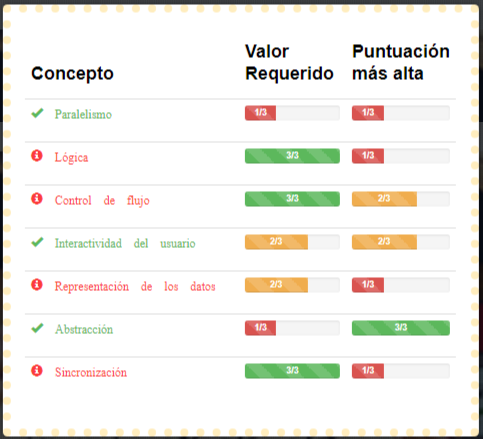 Concepto Valor Requerido Puntuación más alta
Paralelismo 1/3 1/3
Lógica 3/3 1/3
Control de flujo 3/3 2/3
Interactividad del usuario 2/3 2/3
Representación de los datos 2/3 1/3
Abstracción 1/3 3/3
Sincronización 3/3 1/3